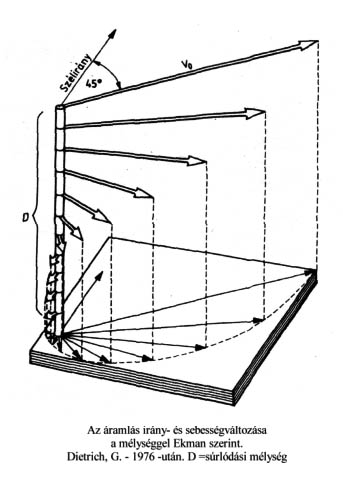 Szélirány
45°
V₀
D
Az áramlás irány- és sebességváltozása
a mélységgel Ekman szerint.
Dietrich, G. - 1976 -után. D =súrlódási mélység